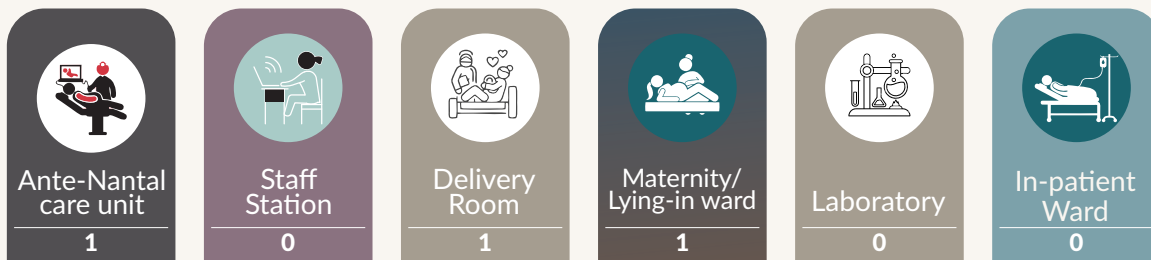 Ante-Nantal
care unit
1
Staff
Station
0
Delivery
Room
1
Maternity/
Lying-in ward
1
Laboratory
0
In-patient
Ward
0